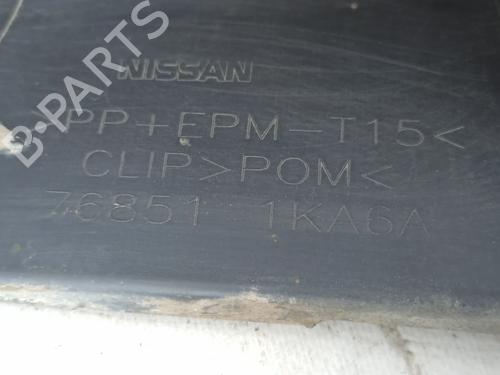 NISSAN
>PP+EPM-T15<
CLIP>POM<
76851 1KA6A
B-PARTS